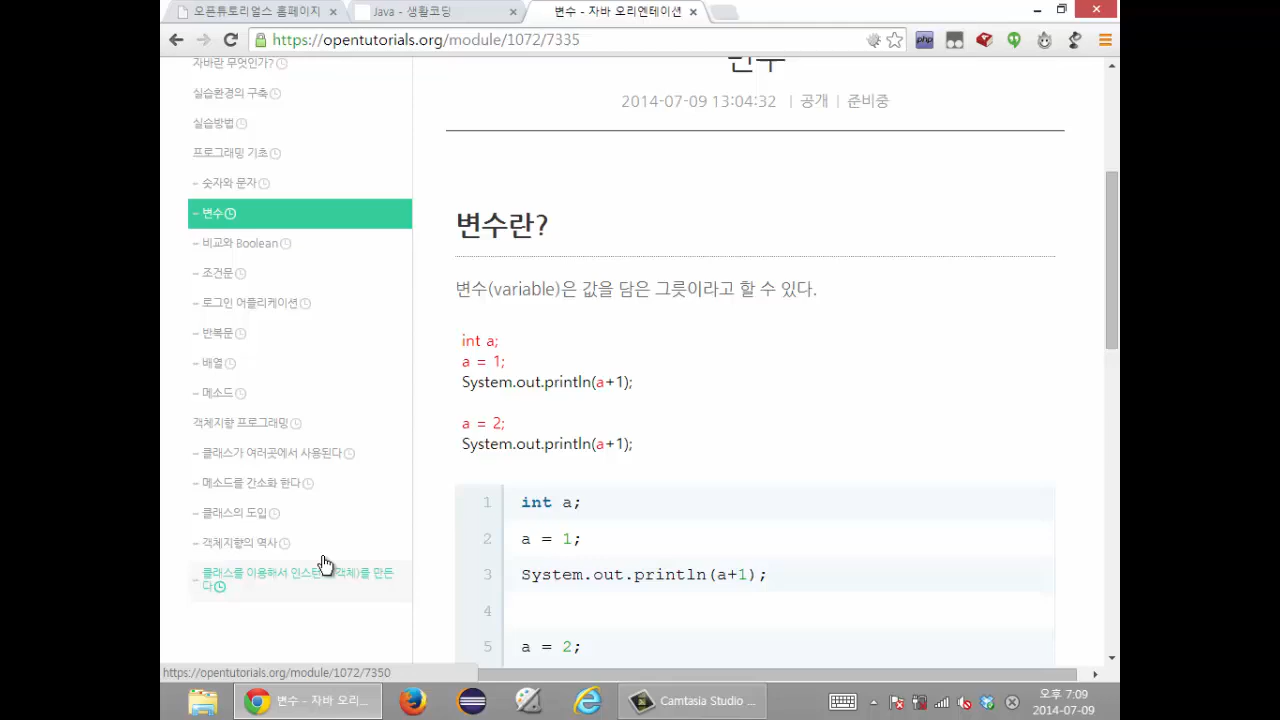 오픈튜토리얼스 홈페이지
Java - 생활코딩
변수 - 자바 오리엔테이션
https://opentutorials.org/module/1072/7335
php
자바란 무엇인가?
실습환경의 구축
실습방법
프로그래밍 기초
- 숫자와 문자
- 변수
- 비교와 Boolean
- 조건문
- 로그인 어플리케이션
- 반복문
- 배열
- 메소드
객체지향 프로그래밍
- 클래스가 여러곳에서 사용된다
- 메소드를 간소화 한다
- 클래스의 도입
- 객체지향의 역사
- 클래스를 이용해서 객체)를 만든
다
변수
2014-07-09 13:04:32 | 공개 | 준비중
변수란?
변수(variable)은 값을 담은 그릇이라고 할 수 있다.
int a;
a = 1;
System.out.println(a+1);
a = 2;
System.out.println(a+1);
1 int a;
2 a = 1;
3 System.out.println(a+1);
4
5 a = 2;
https://opentutorials.org/module/1072/7350
변수 - 자바 오리...
Camtasia Studio ...
오후 7:09
2014-07-09